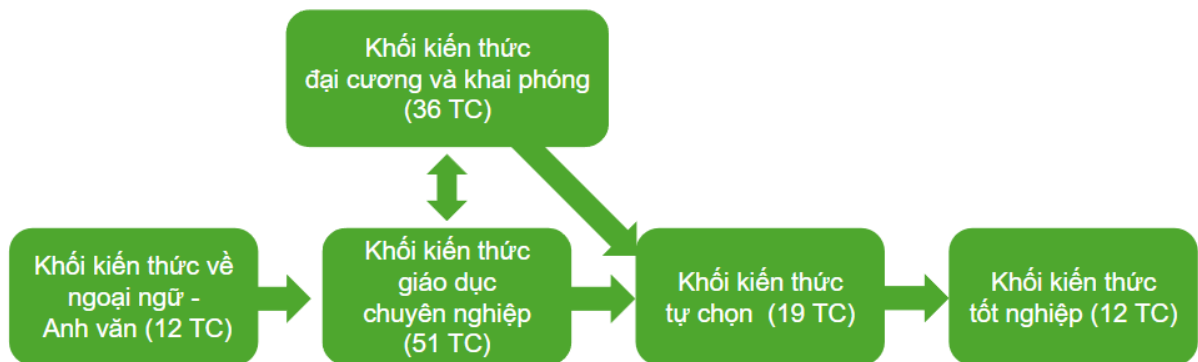 Khối kiến thức
đại cương và khai phóng
(36 TC)
Khối kiến thức về
ngoại ngữ -
Anh văn (12 TC)
Khối kiến thức
giáo dục
chuyên nghiệp
(51 TC)
Khối kiến thức
tự chọn (19 TC)
Khối kiến thức
tốt nghiệp (12 TC)